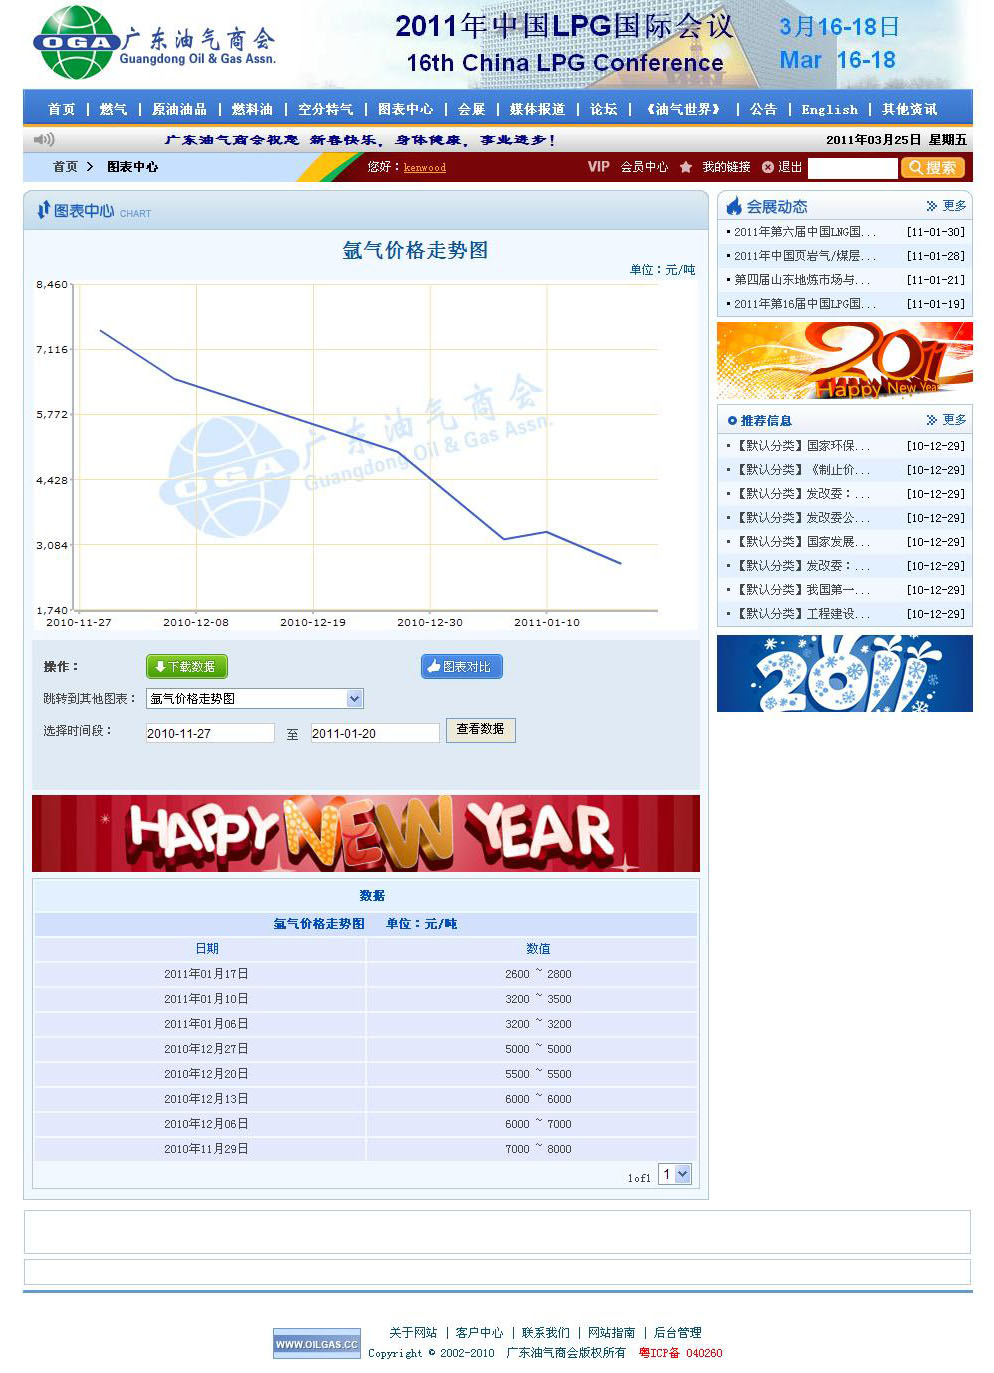 OGA 广东油气商会
Guangdong Oil & Gas Assn.
2011年中国LPG国际会议 3月16-18日
16th China LPG Conference Mar 16-18
首页 | 燃气 | 原油油品 | 燃料油 | 空分特气 | 图表中心 | 会展 | 媒体报道 | 论坛 | 《油气世界》 | 公告 | English | 其他资讯
广东油气商会祝您 新春快乐，身体健康，事业进步！ 2011年03月25日 星期五
首页 > 图表中心 您好：kenwood VIP 会员中心 我的链接 退出 搜索
图表中心 CHART
氩气价格走势图
单位：元/吨
8,460
7,116
5,772
4,428
3,084
1,740
2010-11-27 2010-12-08 2010-12-19 2010-12-30 2011-01-10
OGA 广东油气商会
Guangdong Oil & Gas Assn.
操作： 下载数据 图表对比
跳转到其他图表： 氩气价格走势图
选择时间段： 2010-11-27 至 2011-01-20 查看数据
HAPPY NEW YEAR
数据
氩气价格走势图 单位：元/吨
日期 数值
2011年01月17日 2600 ~ 2800
2011年01月10日 3200 ~ 3500
2011年01月06日 3200 ~ 3200
2010年12月27日 5000 ~ 5000
2010年12月20日 5500 ~ 5500
2010年12月13日 6000 ~ 6000
2010年12月06日 6000 ~ 7000
2010年11月29日 7000 ~ 8000
1of1 1
会展动态 更多
2011年第六届中国LNG国... [11-01-30]
2011年中国页岩气/煤层... [11-01-28]
第四届山东地炼市场与... [11-01-21]
2011年第16届中国LPG国... [11-01-19]
2011
Happy New Year
推荐信息 更多
【默认分类】国家环保... [10-12-29]
【默认分类】《制止价... [10-12-29]
【默认分类】发改委：... [10-12-29]
【默认分类】发改委公... [10-12-29]
【默认分类】国家发展... [10-12-29]
【默认分类】发改委：... [10-12-29]
【默认分类】我国第一... [10-12-29]
【默认分类】工程建设... [10-12-29]
2011
WWW.OILGAS.CC
关于网站 | 客户中心 | 联系我们 | 网站指南 | 后台管理
Copyright © 2002-2010 广东油气商会版权所有 粤ICP备 040260